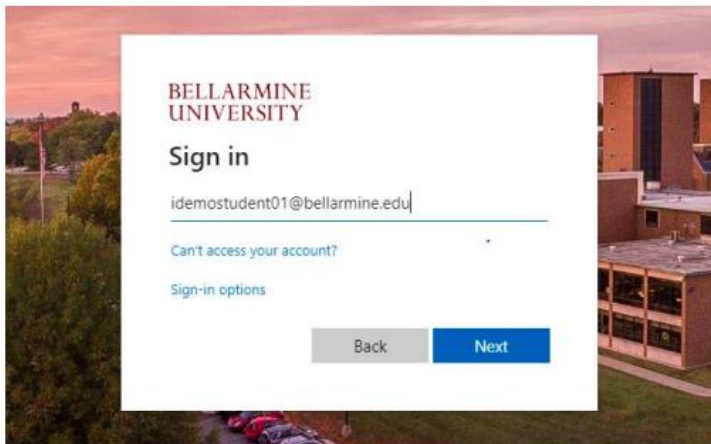 BELLARMINE
UNIVERSITY
Sign in
idemostudent01@bellarmine.edu
Can't access your account?
Sign-in options
Back
Next